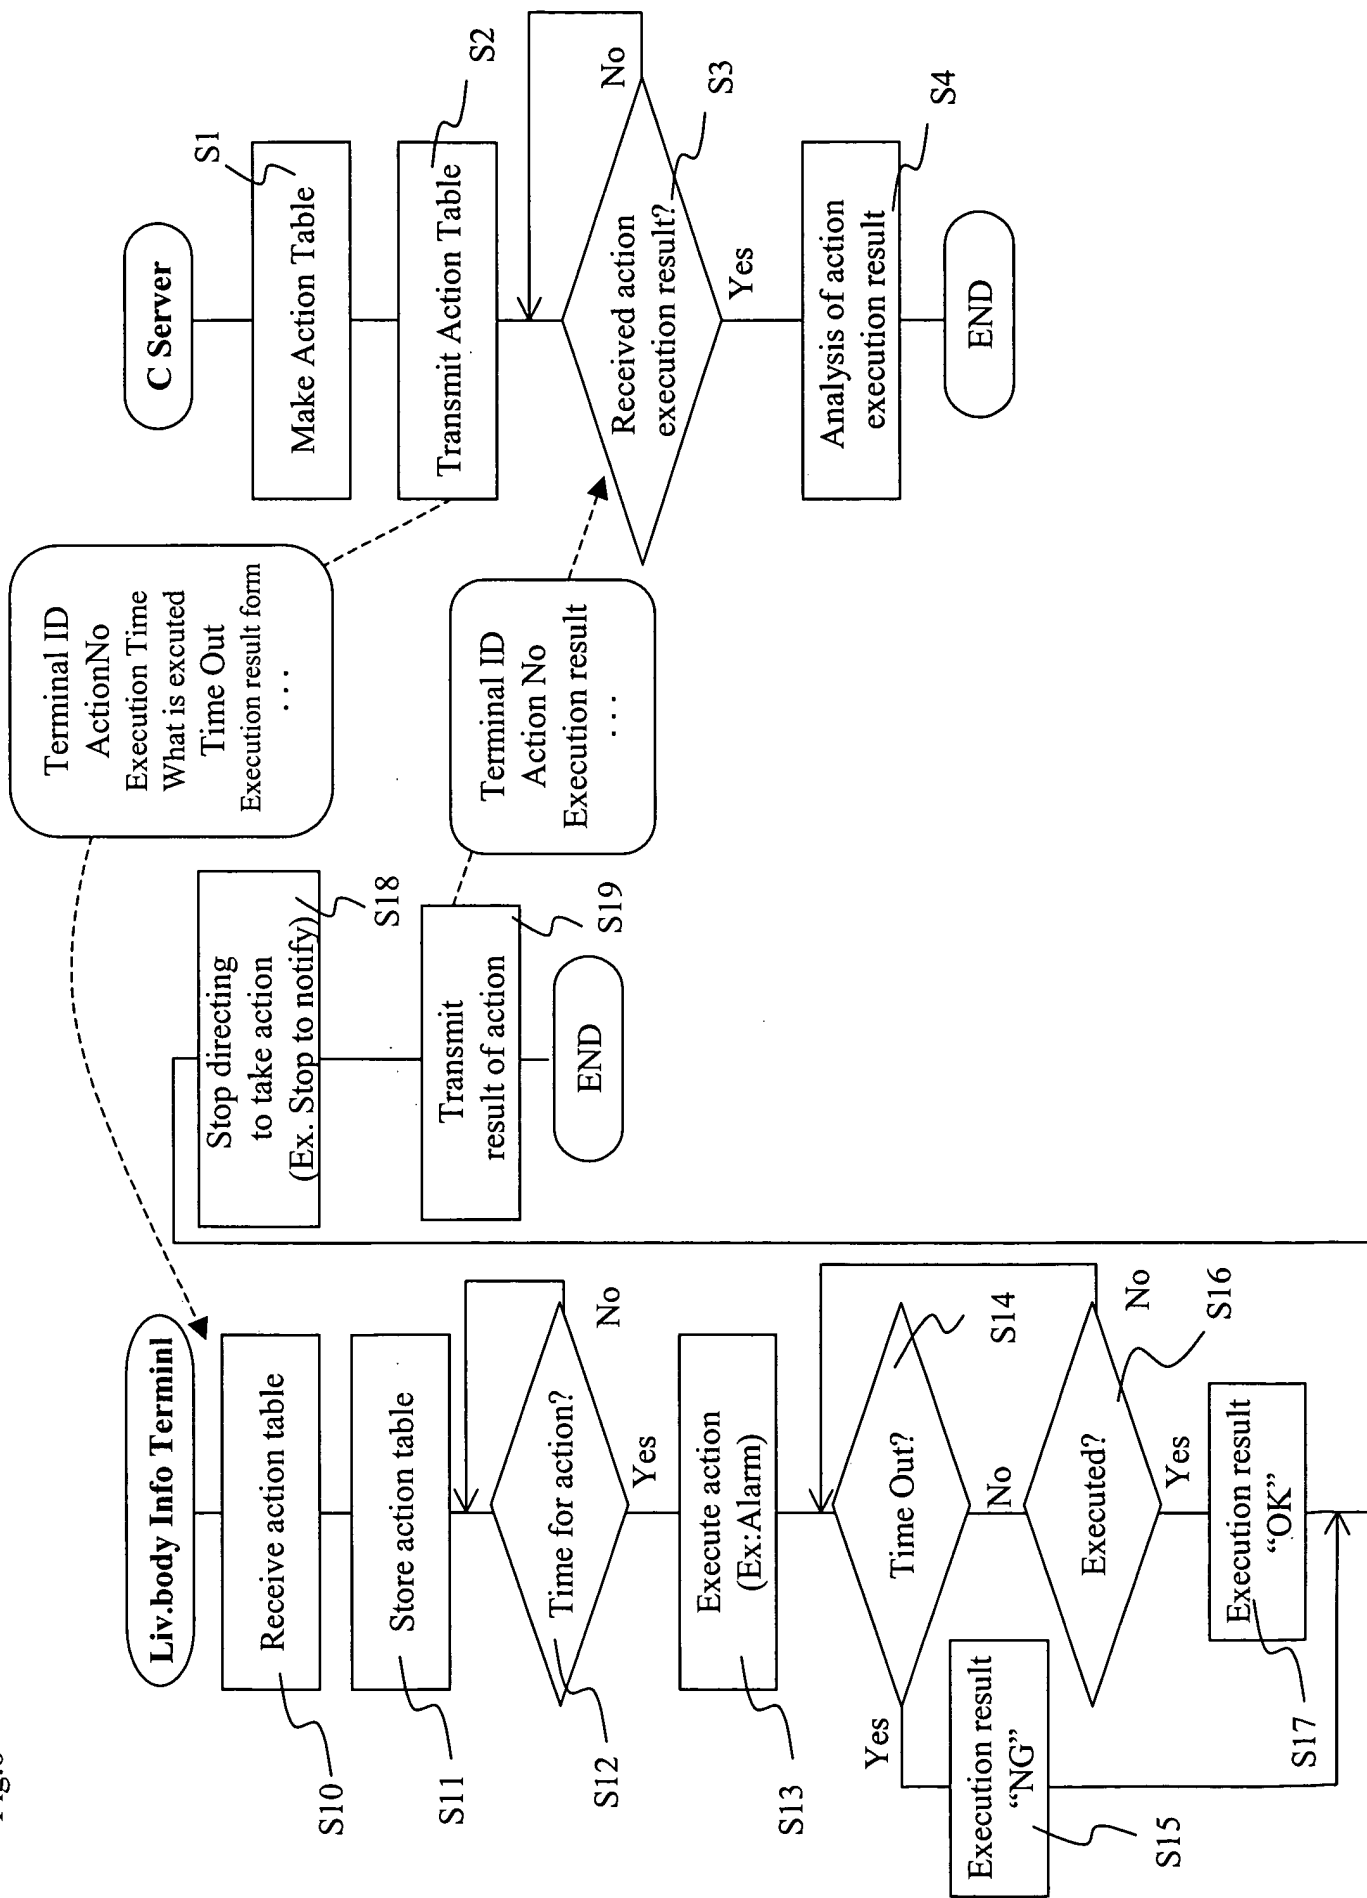 Liv.body Info Terminl
Receive action table
S10
Store action table
S11
Time for action?
S12
No
Yes
Execute action
(Ex:Alarm)
S13
Time Out?
S14
Yes
No
Execution result
“NG”
S15
Executed?
S16
No
Yes
Execution result
“OK”
S17
Stop directing
to take action
(Ex. Stop to notify)
S18
Transmit
result of action
S19
END
Terminal ID
ActionNo
Execution Time
What is excuted
Time Out
Execution result form
. . .
Terminal ID
Action No
Execution result
. . .
C Server
Make Action Table
S1
Transmit Action Table
S2
Received action
execution result?
S3
No
Yes
Analysis of action
execution result
S4
END